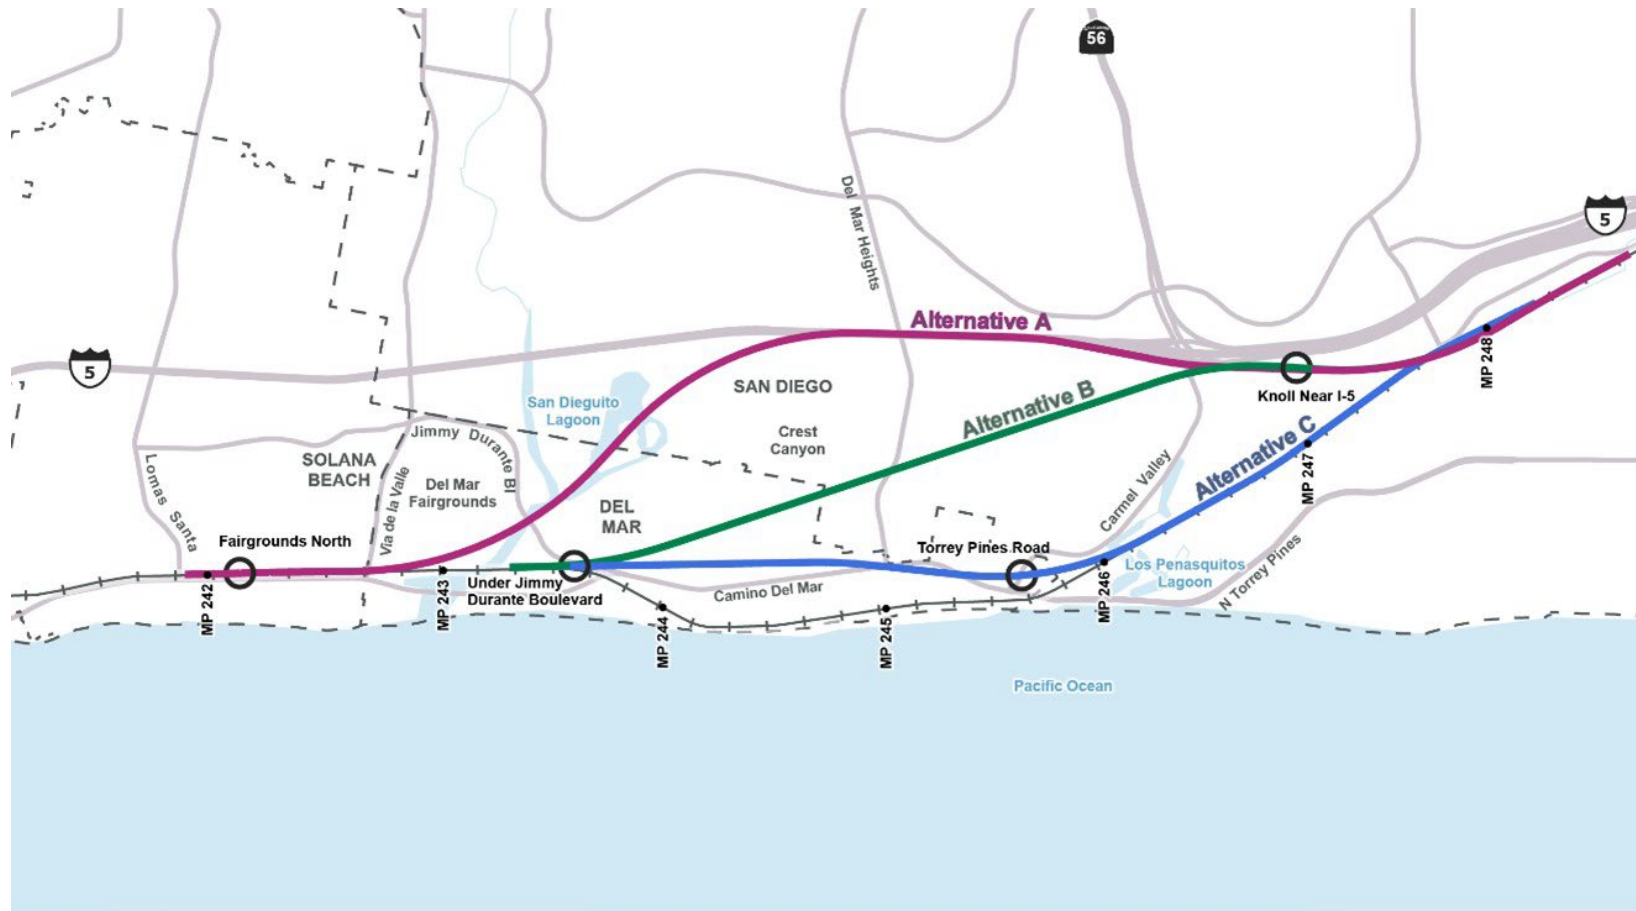 56
5
Del Mar Heights
Alternative A
5
MP 248
Knoll Near I-5
SAN DIEGO
Alternative B
San Dieguito
Lagoon
Crest
Canyon
Jimmy Durante Bl
SOLANA
BEACH
Via de la Valle
Del Mar
Fairgrounds
Lomas Santa
Alternative C
MP 247
Carmel Valley
DEL
MAR
Fairgrounds North
Torrey Pines Road
Los Penasquitos
Lagoon
N Torrey Pines
Under Jimmy
Durante Boulevard
Camino Del Mar
MP 242
MP 243
MP 244
MP 245
MP 246
Pacific Ocean